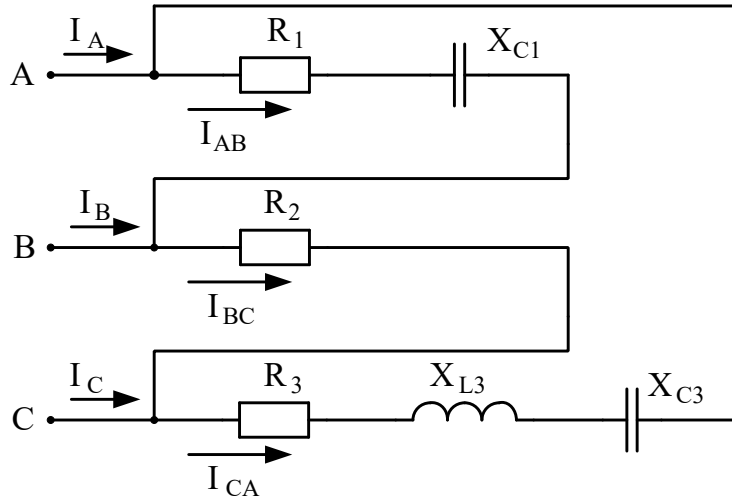 I_A R_1 X_C1
A
I_AB
I_B R_2
B
I_BC
I_C R_3 X_L3 X_C3
C
I_CA